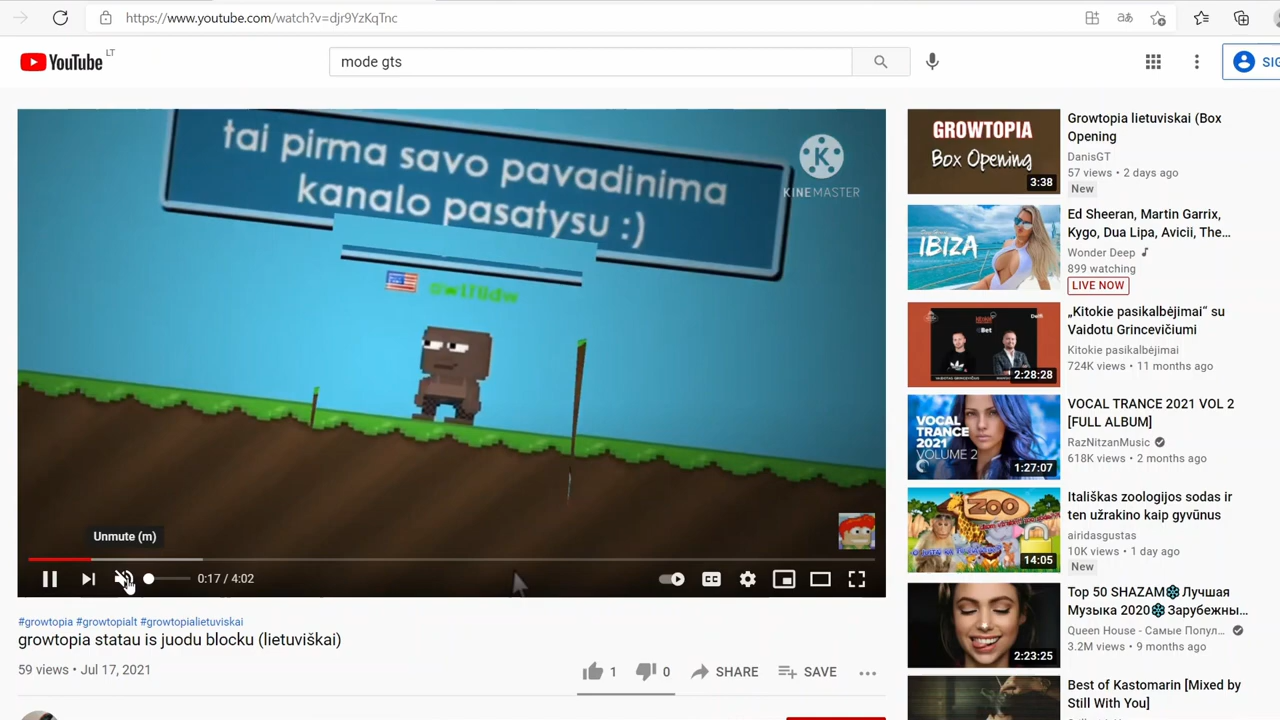 https://www.youtube.com/watch?v=djr9YzKqTnc
YouTube LT
mode gts
tai pirma savo pavadinima
kanalo pasatysu :)
KINEMASTER
Unmute (m)
0:17 / 4:02
CC
#growtopia #growtopialt #growtopialietuviskai
growtopia statau is juodu blocku (lietuviškai)
59 views • Jul 17, 2021
1
0
SHARE
SAVE
GROWTOPIA
Box Opening
3:38
Growtopia lietuviskai (Box
Opening
DanisGT
57 views • 2 days ago
New
IBIZA
Ed Sheeran, Martin Garrix,
Kygo, Dua Lipa, Avicii, The...
Wonder Deep
899 watching
LIVE NOW
2:28:28
„Kitokie pasikalbėjimai“ su
Vaidotu Grincevičiumi
Kitokie pasikalbėjimai
724K views • 11 months ago
VOCAL
TRANCE
2021
VOLUME 2
1:27:07
VOCAL TRANCE 2021 VOL 2
[FULL ALBUM]
RazNitzanMusic
618K views • 2 months ago
ZOO
14:05
Itališkas zoologijos sodas ir
ten užrakino kaip gyvūnus
airidasgustas
10K views • 1 day ago
New
2:23:25
Top 50 SHAZAM❄Лучшая
Музыка 2020❄Зарубежны...
Queen House - Самые Попул...
3.2M views • 9 months ago
Best of Kastomarin [Mixed by
Still With You]